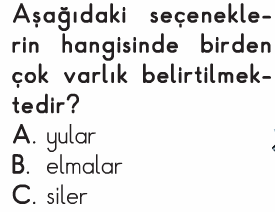 Aşağıdaki seçenekle-
rin hangisinde birden
çok varlık belirtilmek-
tedir?
A. yular
B. elmalar
C. siler